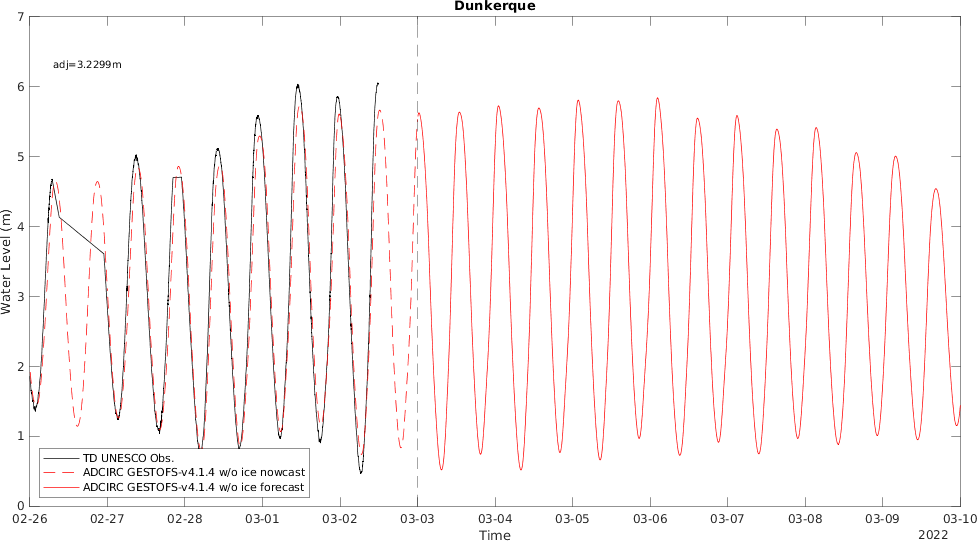 Dunkerque
7
adj=3.2299m
6
5
4
3
2
1
0
Water Level (m)
TD UNESCO Obs.
ADCIRC GESTOFS-v4.1.4 w/o ice nowcast
ADCIRC GESTOFS-v4.1.4 w/o ice forecast
02-26 02-27 02-28 03-01 03-02 03-03 03-04 03-05 03-06 03-07 03-08 03-09 03-10
Time
2022